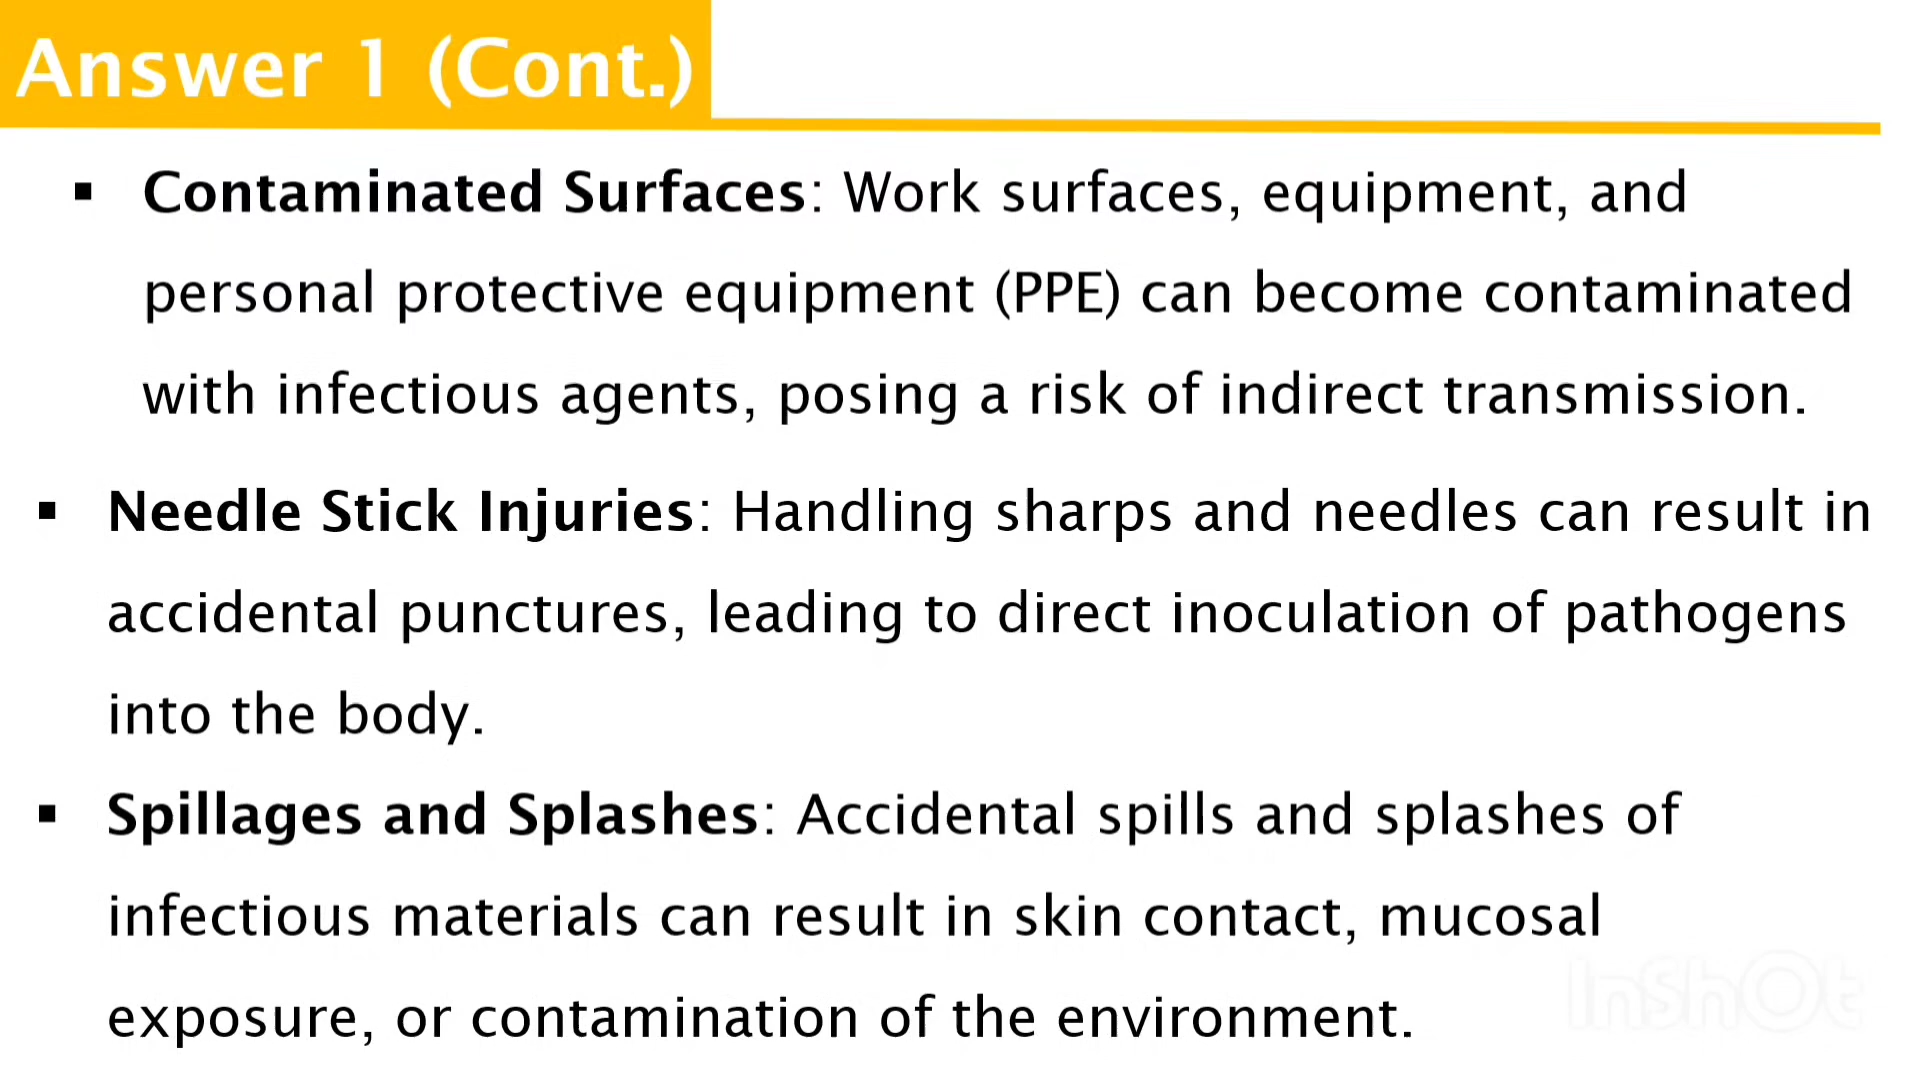 Answer 1 (Cont.)
▪ Contaminated Surfaces: Work surfaces, equipment, and
personal protective equipment (PPE) can become contaminated
with infectious agents, posing a risk of indirect transmission.
▪ Needle Stick Injuries: Handling sharps and needles can result in
accidental punctures, leading to direct inoculation of pathogens
into the body.
▪ Spillages and Splashes: Accidental spills and splashes of
infectious materials can result in skin contact, mucosal
exposure, or contamination of the environment.
InShOt